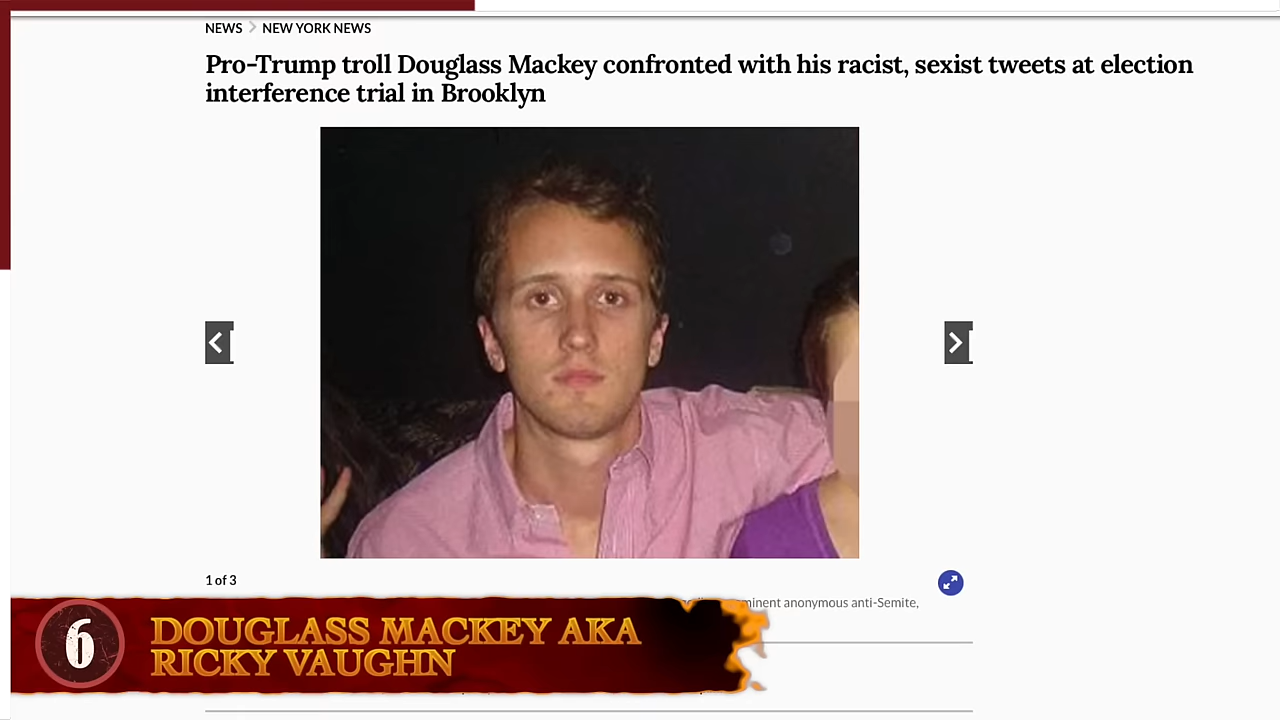 NEWS > NEW YORK NEWS
Pro-Trump troll Douglass Mackey confronted with his racist, sexist tweets at election
interference trial in Brooklyn
1 of 3
anonymous anti-Semite,
6
DOUGLASS MACKEY AKA
RICKY VAUGHN